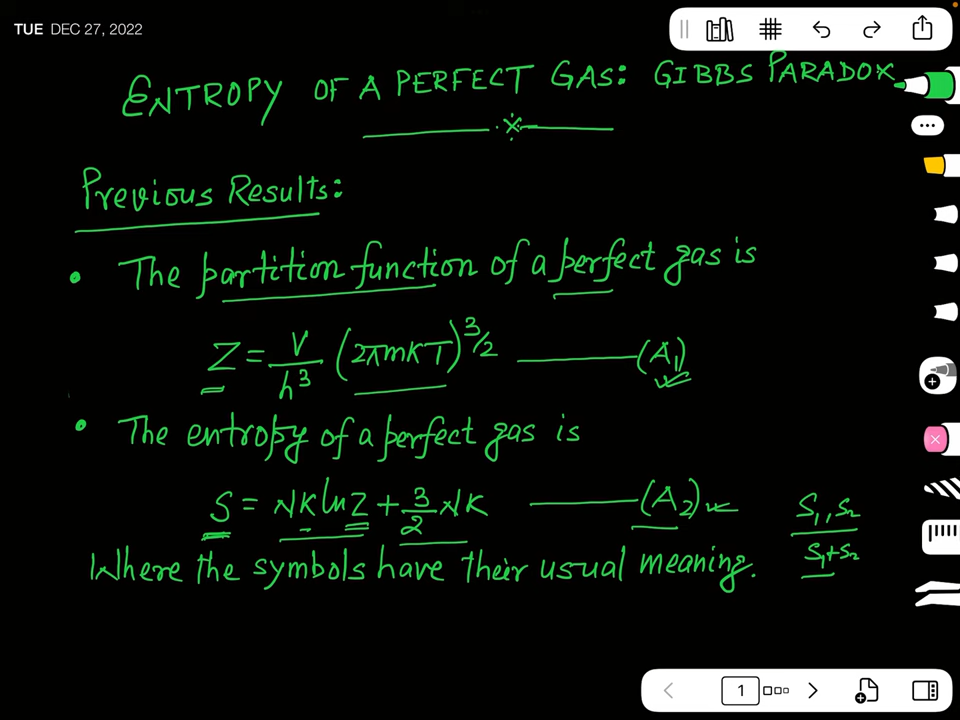 TUE DEC 27, 2022
ENTROPY OF A PERFECT GAS: GIBBS PARADOX
Previous Results:
• The partition function of a perfect gas is
Z = V/h³ (2πmKT)^3/2 ———(A₁)
• The entropy of a perfect gas is
S = NK ln Z + 3/2 NK ———(A₂)
S₁, S₂
S₁+S₂
Where the symbols have their usual meaning.
1